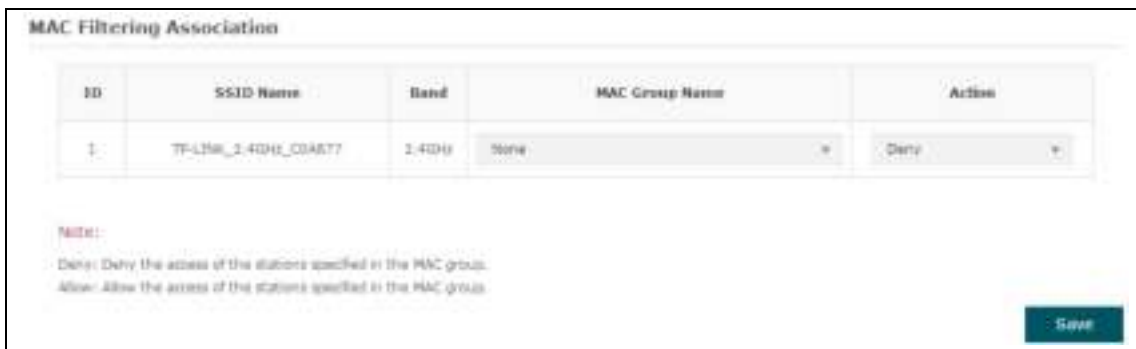 MAC Filtering Association
ID SSID Name Band MAC Group Name Action
1 TP-LINK_2.4GHz_C0A877 2.4GHz None Deny
Note:
Deny: Deny the access of the stations specified in the MAC group.
Allow: Allow the access of the stations specified in the MAC group.
Save